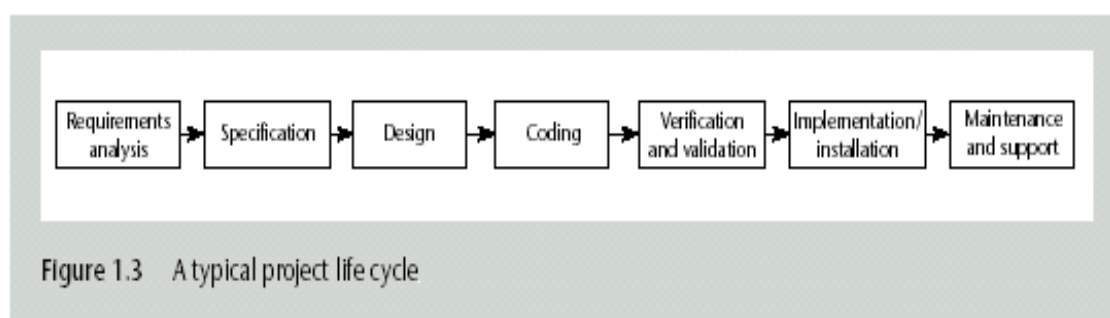 Requirements
analysis
Specification
Design
Coding
Verification
and validation
Implementation/
installation
Maintenance
and support
Figure 1.3 A typical project life cycle